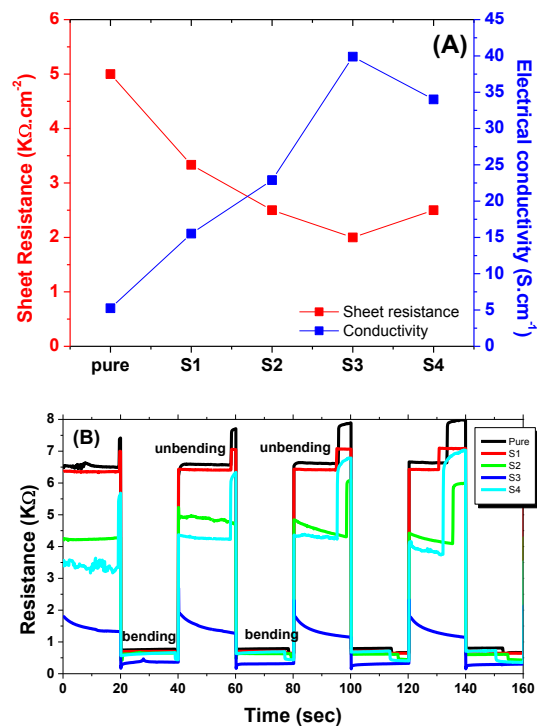 (A)
Sheet Resistance (KΩ.cm⁻²)
6
5
4
3
2
1
0
45
40
35
30
25
20
15
10
5
0
Electrical conductivity (S.cm⁻¹)
Sheet resistance
Conductivity
pure S1 S2 S3 S4
(B)
Resistance (KΩ)
8
7
6
5
4
3
2
1
0
unbending unbending
bending bending
Pure
S1
S2
S3
S4
0 20 40 60 80 100 120 140 160
Time (sec)